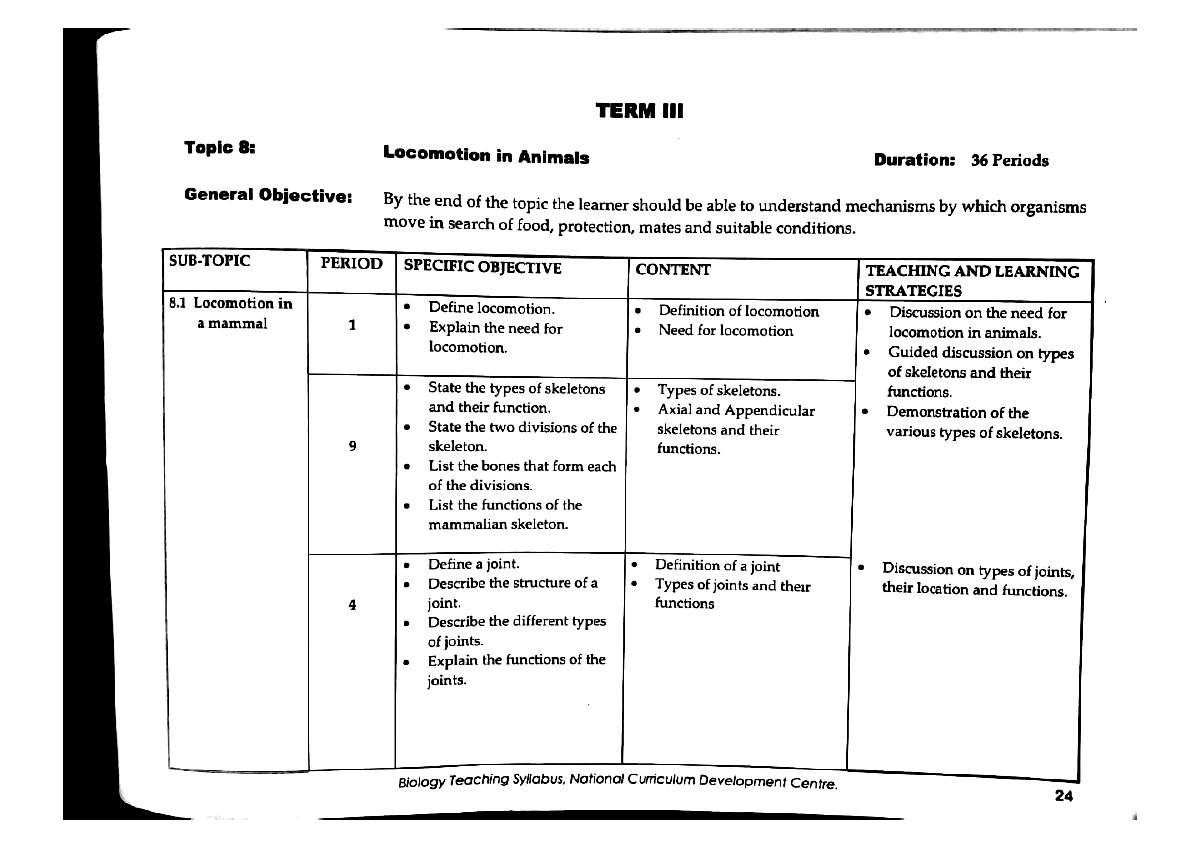 TERM III
Topic 8:
Locomotion in Animals
Duration: 36 Periods
General Objective:
By the end of the topic the learner should be able to understand mechanisms by which organisms
move in search of food, protection, mates and suitable conditions.
SUB-TOPIC
PERIOD
SPECIFIC OBJECTIVE
CONTENT
TEACHING AND LEARNING
STRATEGIES
8.1 Locomotion in
a mammal
1
• Define locomotion.
• Explain the need for
locomotion.
• Definition of locomotion
• Need for locomotion
• Discussion on the need for
locomotion in animals.
• Guided discussion on types
of skeletons and their
functions.
• Demonstration of the
various types of skeletons.
9
• State the types of skeletons
and their function.
• State the two divisions of the
skeleton.
• List the bones that form each
of the divisions.
• List the functions of the
mammalian skeleton.
• Types of skeletons.
• Axial and Appendicular
skeletons and their
functions.
4
• Define a joint.
• Describe the structure of a
joint.
• Describe the different types
of joints.
• Explain the functions of the
joints.
• Definition of a joint
• Types of joints and their
functions
• Discussion on types of joints,
their location and functions.
Biology Teaching Syllabus, National Curriculum Development Centre.
24